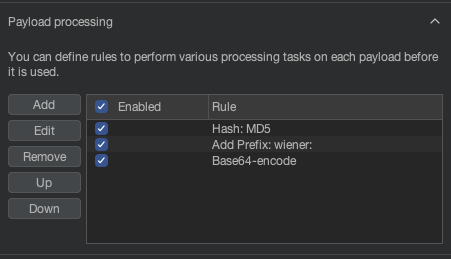 Payload processing
You can define rules to perform various processing tasks on each payload before
it is used.
Add
Edit
Remove
Up
Down
Enabled Rule
Hash: MD5
Add Prefix: wiener:
Base64-encode